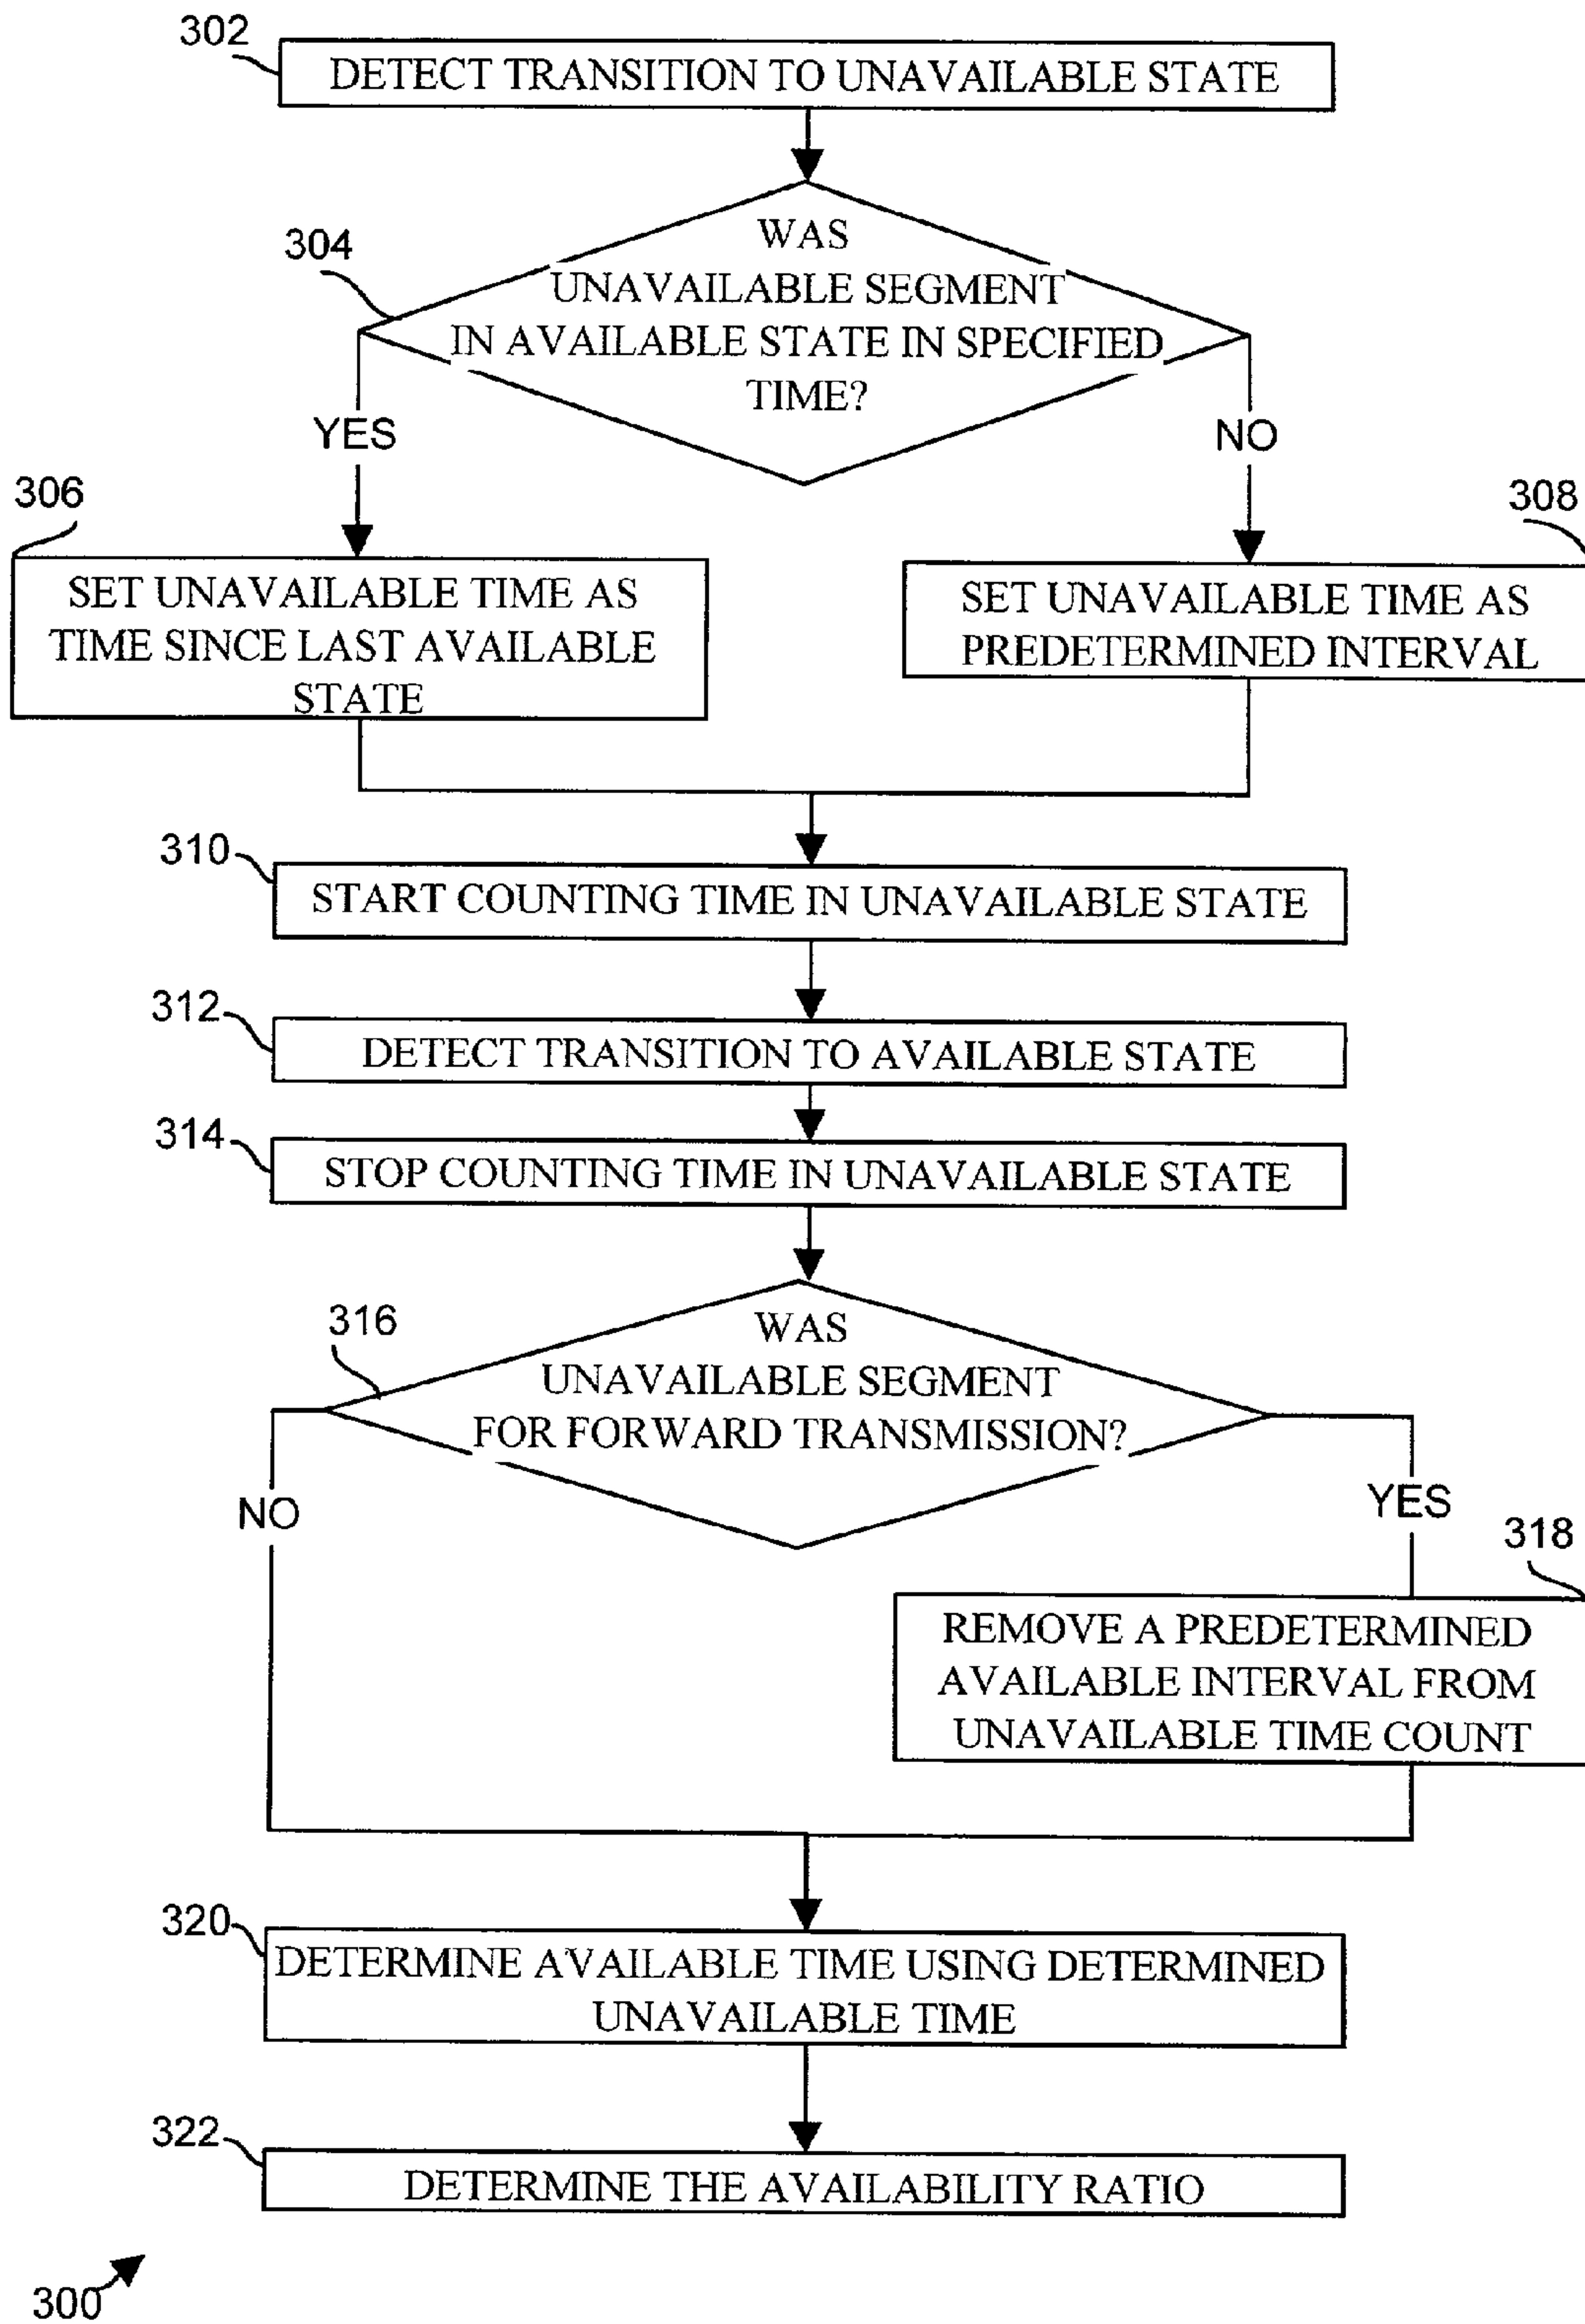 302
DETECT TRANSITION TO UNAVAILABLE STATE
304
WAS
UNAVAILABLE SEGMENT
IN AVAILABLE STATE IN SPECIFIED
TIME?
YES
NO
306
SET UNAVAILABLE TIME AS
TIME SINCE LAST AVAILABLE
STATE
308
SET UNAVAILABLE TIME AS
PREDETERMINED INTERVAL
310
START COUNTING TIME IN UNAVAILABLE STATE
312
DETECT TRANSITION TO AVAILABLE STATE
314
STOP COUNTING TIME IN UNAVAILABLE STATE
316
WAS
UNAVAILABLE SEGMENT
FOR FORWARD TRANSMISSION?
NO
YES
318
REMOVE A PREDETERMINED
AVAILABLE INTERVAL FROM
UNAVAILABLE TIME COUNT
320
DETERMINE AVAILABLE TIME USING DETERMINED
UNAVAILABLE TIME
322
DETERMINE THE AVAILABILITY RATIO
300